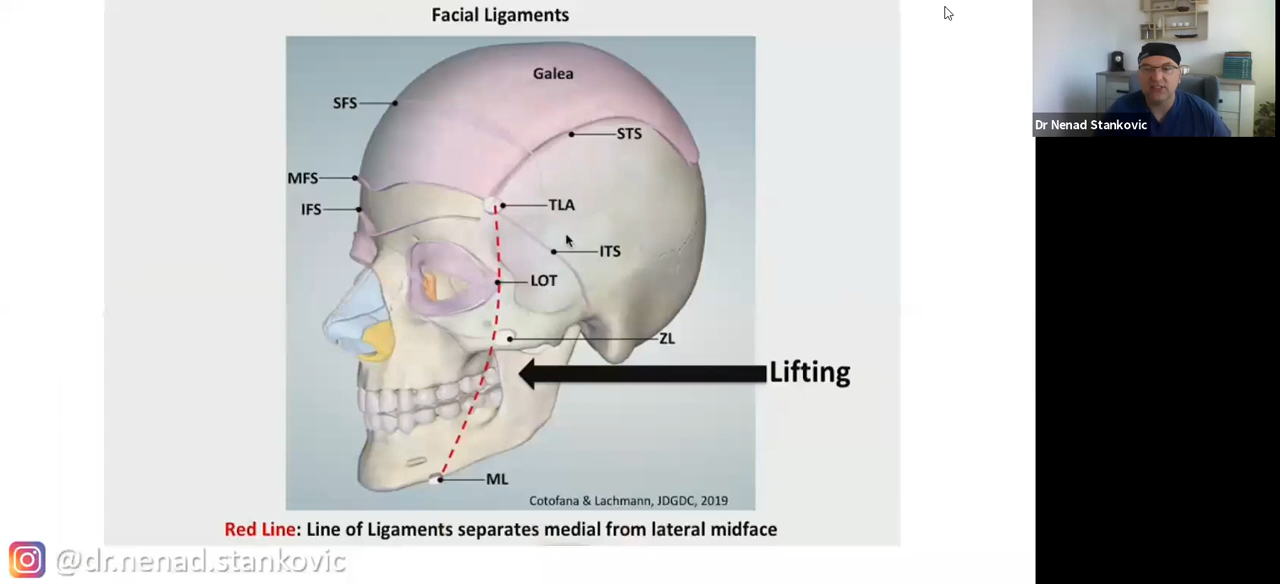 Facial Ligaments
Galea
SFS
STS
MFS
TLA
IFS
ITS
LOT
ZL
Lifting
ML
Cotofana & Lachmann, JDGDC, 2019
Red Line: Line of Ligaments separates medial from lateral midface
@dr.nenad.stankovic
Dr Nenad Stankovic